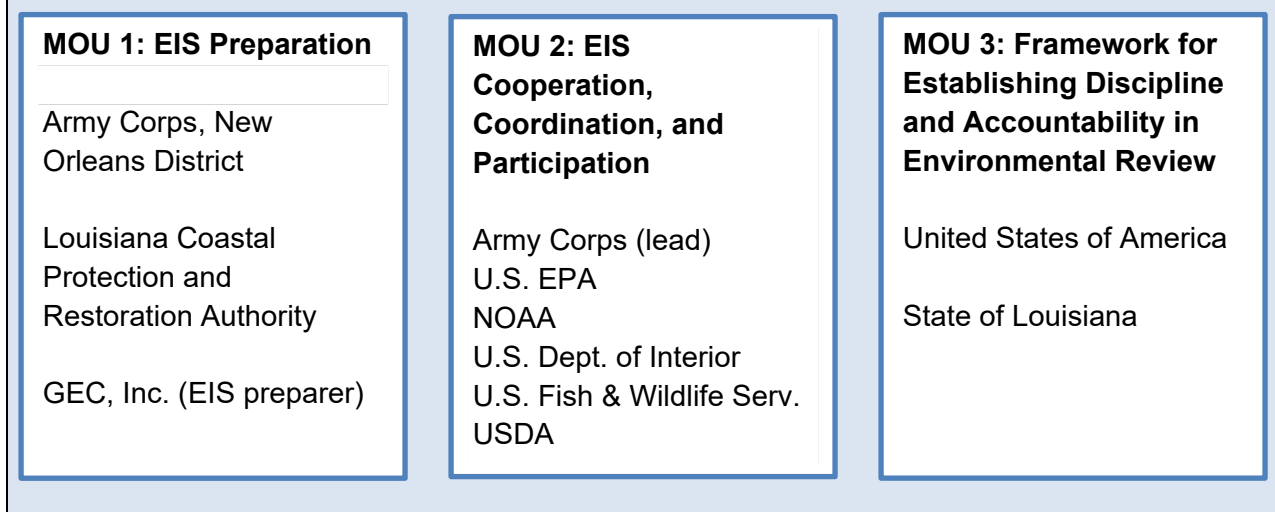 MOU 1: EIS Preparation
Army Corps, New
Orleans District
Louisiana Coastal
Protection and
Restoration Authority
GEC, Inc. (EIS preparer)
MOU 2: EIS
Cooperation,
Coordination, and
Participation
Army Corps (lead)
U.S. EPA
NOAA
U.S. Dept. of Interior
U.S. Fish & Wildlife Serv.
USDA
MOU 3: Framework for
Establishing Discipline
and Accountability in
Environmental Review
United States of America
State of Louisiana